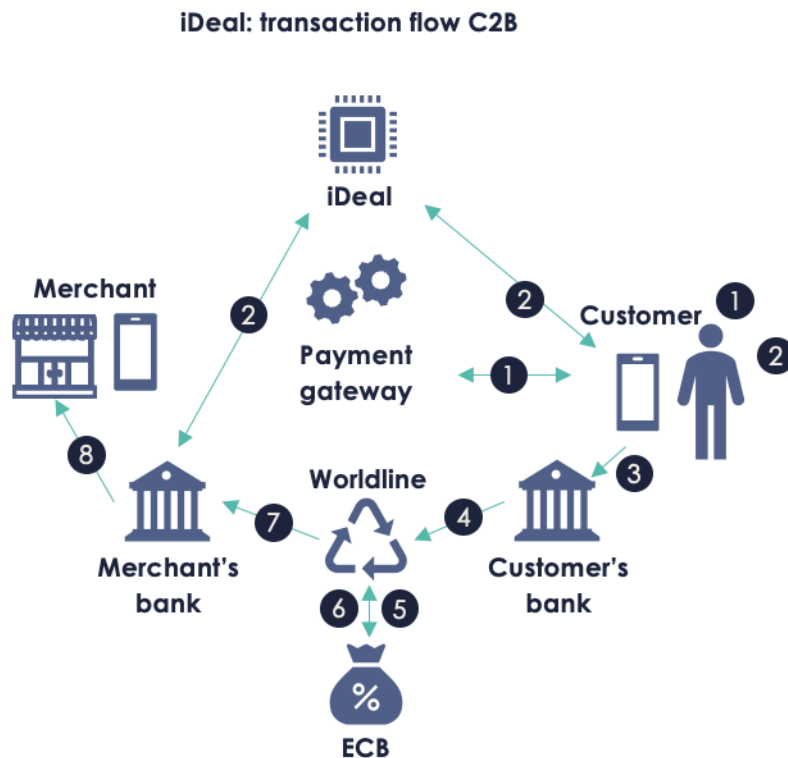 iDeal: transaction flow C2B
iDeal
Merchant
2
2
Customer
1
2
Payment
gateway
1
8
3
Worldline
7
4
Merchant's
bank
Customer's
bank
6
5
%
ECB